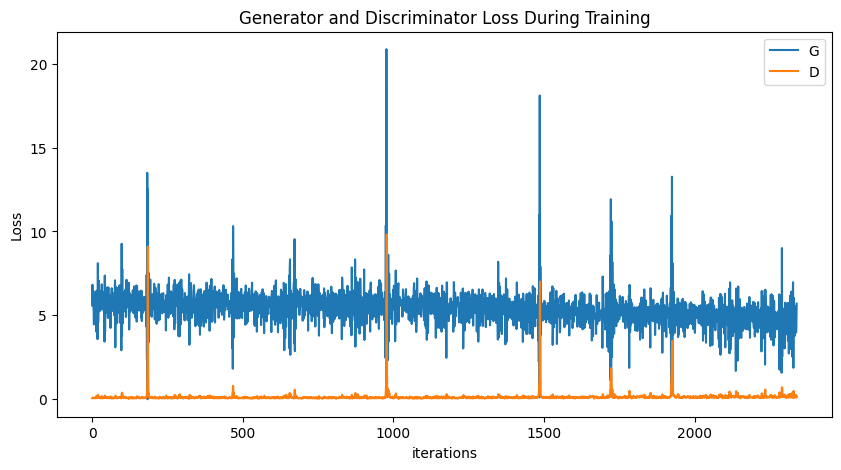 Generator and Discriminator Loss During Training
G
D
20
15
10
5
0
Loss
0 500 1000 1500 2000
iterations